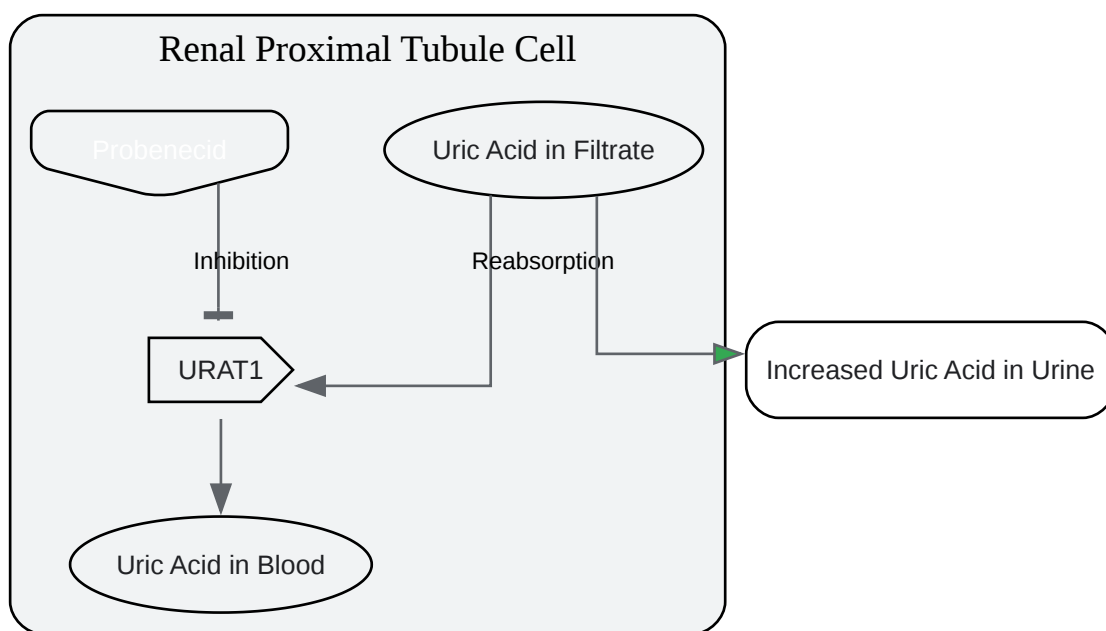 Renal Proximal Tubule Cell
Probenecid
Uric Acid in Filtrate
Inhibition
Reabsorption
URAT1
Increased Uric Acid in Urine
Uric Acid in Blood